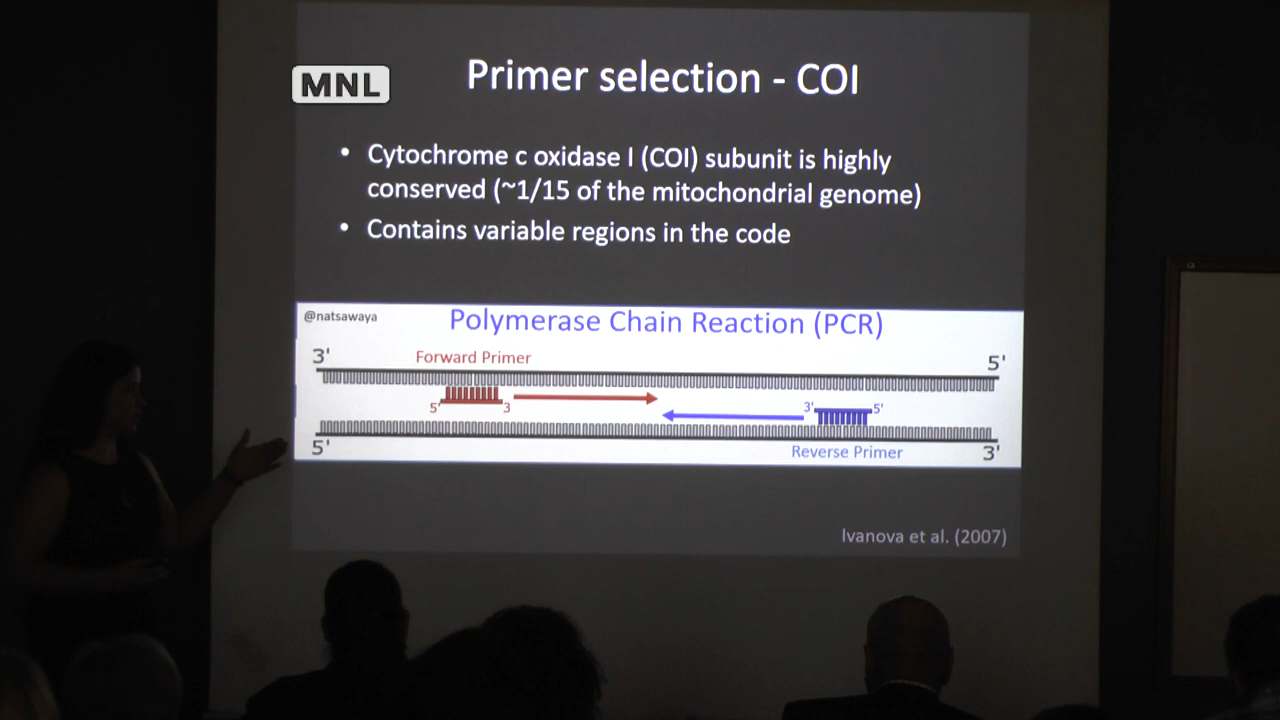 MNL
Primer selection - COI
• Cytochrome c oxidase I (COI) subunit is highly
conserved (~1/15 of the mitochondrial genome)
• Contains variable regions in the code
@natsawaya
Polymerase Chain Reaction (PCR)
3' Forward Primer 5'
5' 3
3' 5'
5' Reverse Primer 3'
Ivanova et al. (2007)